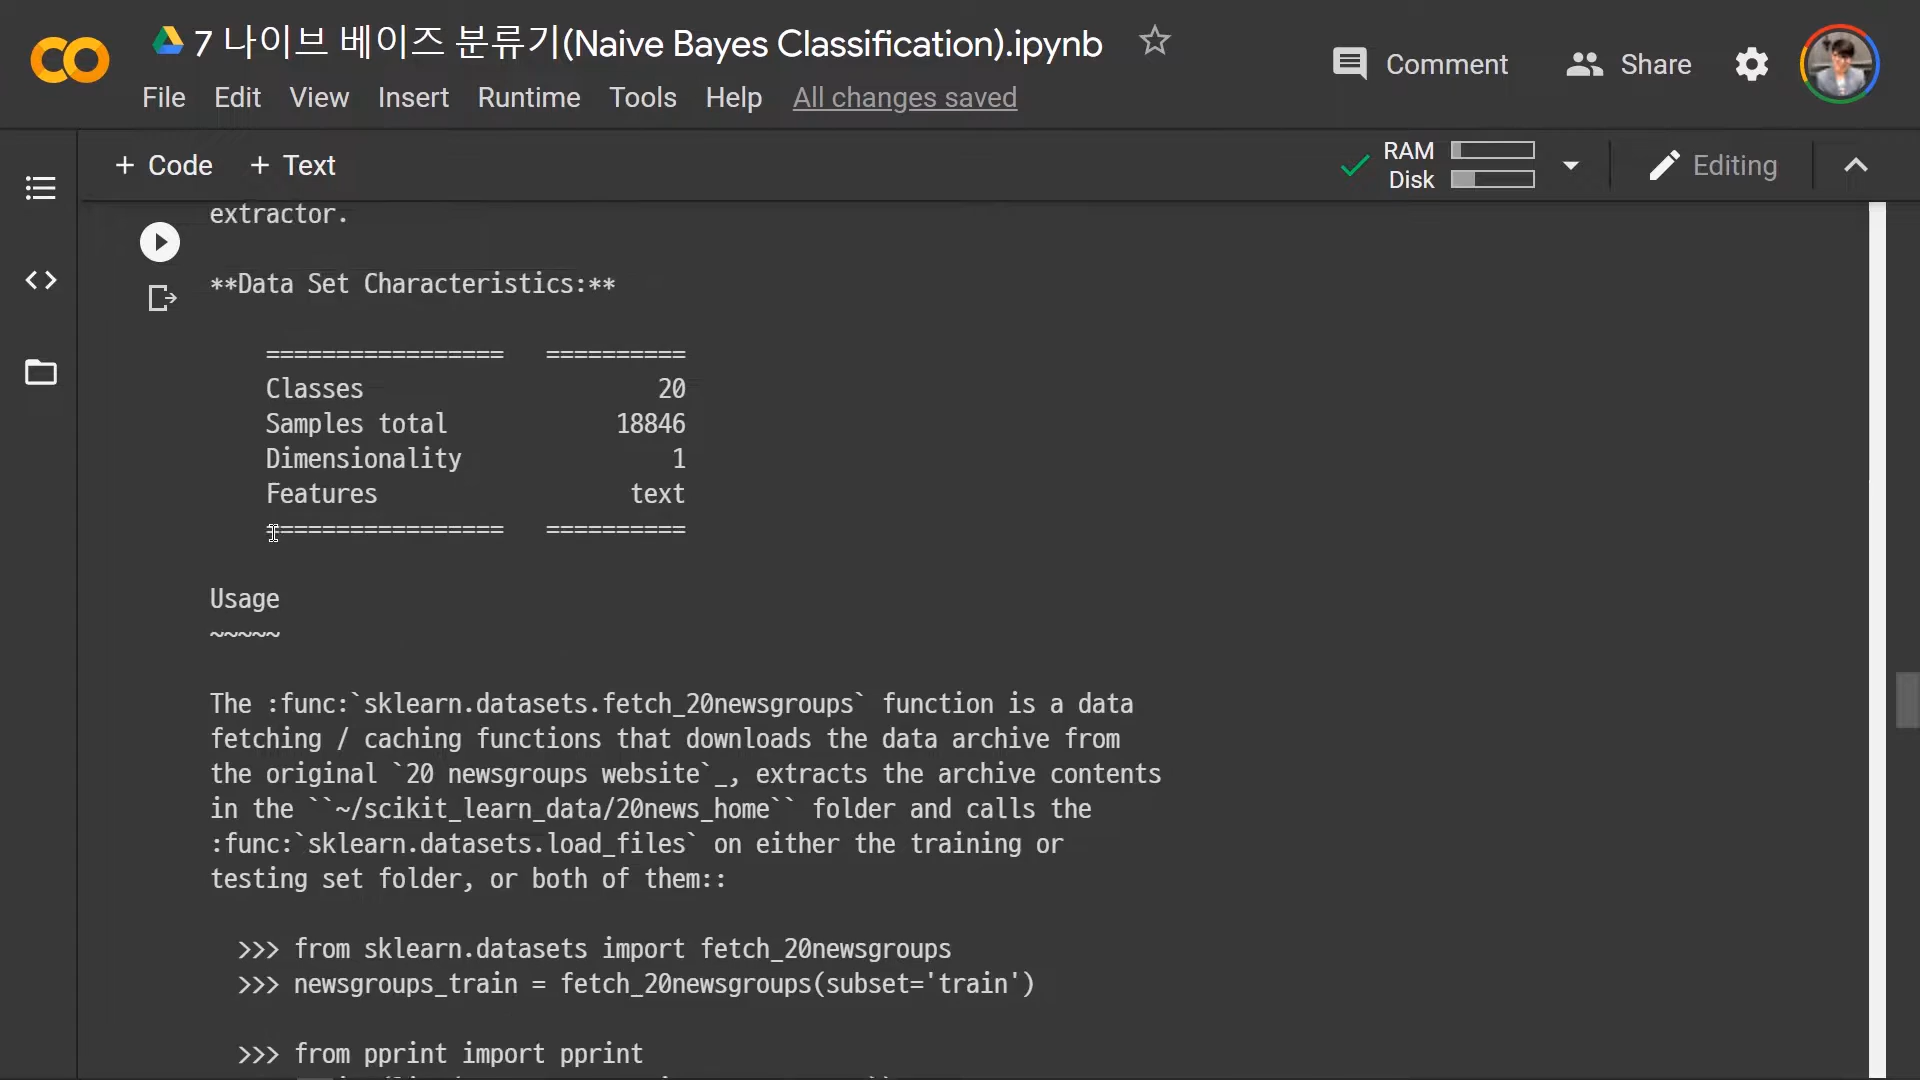 7 나이브 베이즈 분류기(Naive Bayes Classification).ipynb
Comment
Share
File Edit View Insert Runtime Tools Help All changes saved
+ Code + Text
RAM
Disk
Editing
extractor.
**Data Set Characteristics:**
================= ==========
Classes 20
Samples total 18846
Dimensionality 1
Features text
================= ==========
Usage
~~~~~
The :func:`sklearn.datasets.fetch_20newsgroups` function is a data
fetching / caching functions that downloads the data archive from
the original `20 newsgroups website`_, extracts the archive contents
in the ``~/scikit_learn_data/20news_home`` folder and calls the
:func:`sklearn.datasets.load_files` on either the training or
testing set folder, or both of them::
>>> from sklearn.datasets import fetch_20newsgroups
>>> newsgroups_train = fetch_20newsgroups(subset='train')
>>> from pprint import pprint